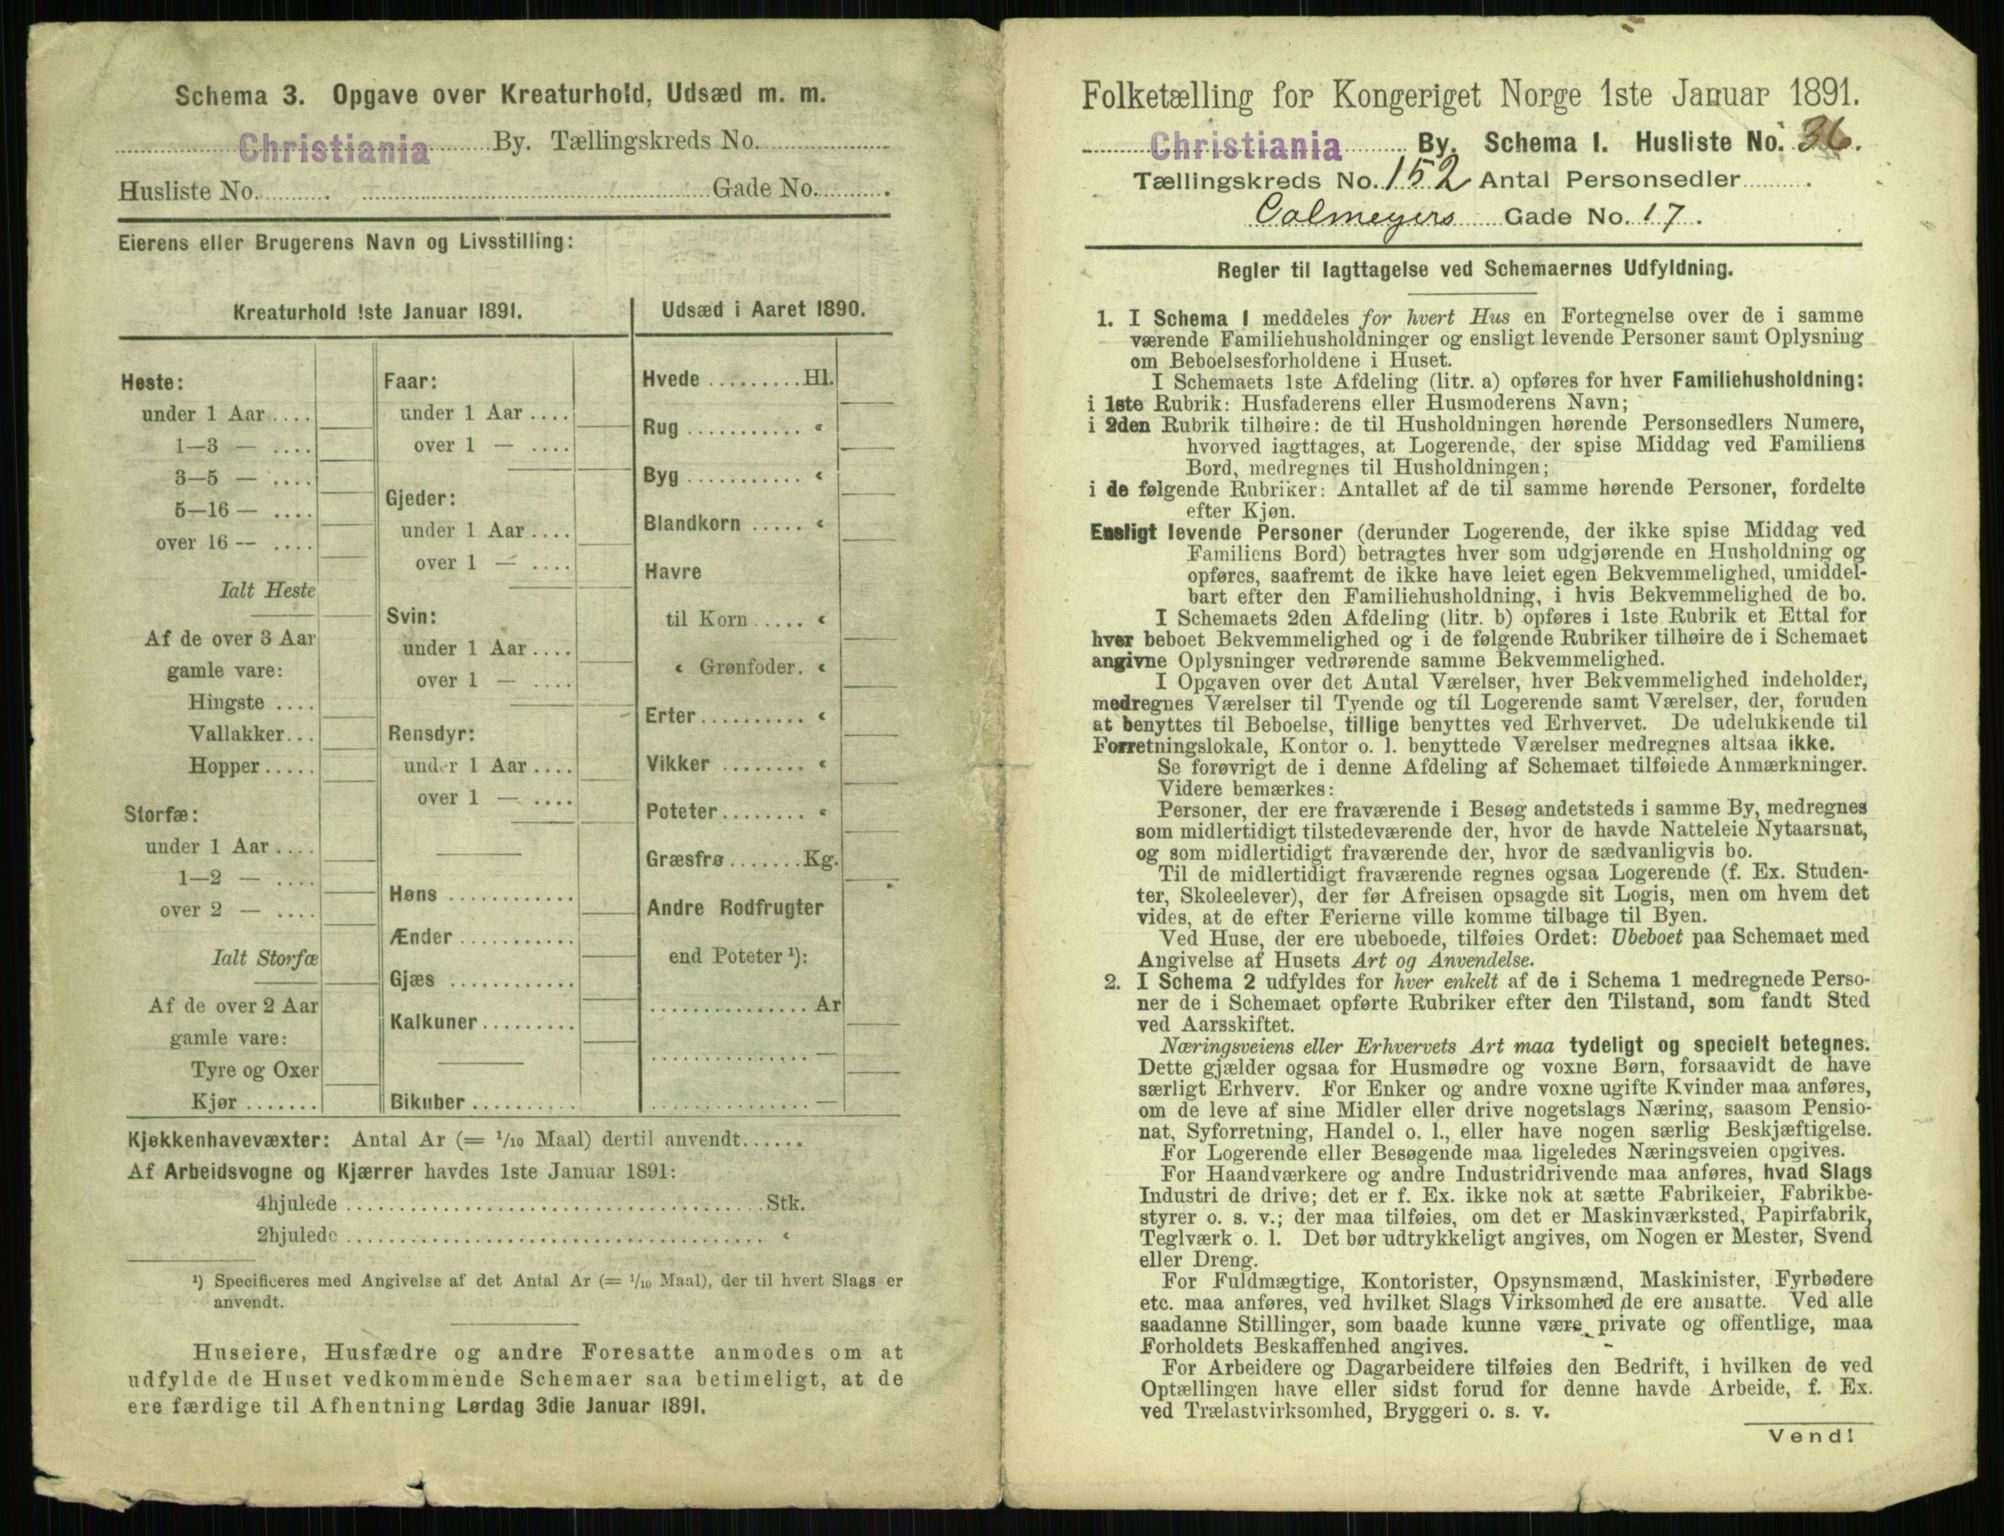 Schema 3. Opgave over Kreaturhold, Udsæd m. m.
Christiania By. Tællingskreds No.
Husliste No. Gade No.
Eierens eller Brugerens Navn og Livsstilling:
Kreaturhold 1ste Januar 1891.
Heste:
under 1 Aar ....
1—3 — ....
3—5 — ....
5—16 — ....
over 16 — ....
Ialt Heste
Af de over 3 Aar
gamle vare:
Hingste ....
Vallakker...
Hopper.....
Storfæ:
under 1 Aar ....
1—2 — ....
over 2 — ....
Ialt Storfæ
Af de over 2 Aar
gamle vare:
Tyre og Oxer
Kjør.......
Faar:
under 1 Aar ....
over 1 — ....
Gjeder:
under 1 Aar ....
over 1 — ....
Svin:
under 1 Aar ....
over 1 — ....
Rensdyr:
under 1 Aar ....
over 1 — ....
Høns ............
Ænder ...........
Gjæs ............
Kalkuner.........
Bikuber..........
Udsæd i Aaret 1890.
Hvede .........Hl.
Rug ........... «
Byg ........... «
Blandkorn ..... «
Havre
til Korn..... «
« Grønfoder. «
Erter.......... «
Vikker ........ «
Poteter........ «
Græsfrø.......Kg.
Andre Rodfrugter
end Poteter ¹):
............... Ar
............... —
............... —
Kjøkkenhavevæxter: Antal Ar (= 1/10 Maal) dertil anvendt......
Af Arbeidsvogne og Kjærrer havdes 1ste Januar 1891:
4hjulede ........................................Stk.
2hjulede ........................................ «
¹) Specificeres med Angivelse af det Antal Ar (= 1/10 Maal), der til hvert Slags er
anvendt.
Huseiere, Husfædre og andre Foresatte anmodes om at
udfylde de Huset vedkommende Schemaer saa betimeligt, at de
ere færdige til Afhentning Lørdag 3die Januar 1891.
Folketælling for Kongeriget Norge 1ste Januar 1891.
Christiania By. Schema I. Husliste No. 36.
Tællingskreds No. 152 Antal Personsedler
Calmeyers Gade No. 17.
Regler til Iagttagelse ved Schemaernes Udfyldning.
1. I Schema 1 meddeles for hvert Hus en Fortegnelse over de i samme
værende Familiehusholdninger og ensligt levende Personer samt Oplysning
om Beboelsesforholdene i Huset.
I Schemaets 1ste Afdeling (litr. a) opføres for hver Familiehusholdning:
i 1ste Rubrik: Husfaderens eller Husmoderens Navn;
i 2den Rubrik tilhøire: de til Husholdningen hørende Personsedlers Numere,
hvorved iagttages, at Logerende, der spise Middag ved Familiens
Bord, medregnes til Husholdningen;
i de følgende Rubriker: Antallet af de til samme hørende Personer, fordelte
efter Kjøn.
Ensligt levende Personer (derunder Logerende, der ikke spise Middag ved
Familiens Bord) betragtes hver som udgjørende en Husholdning og
opføres, saafremt de ikke have leiet egen Bekvemmelighed, umiddel-
bart efter den Familiehusholdning, i hvis Bekvemmelighed de bo.
I Schemaets 2den Afdeling (litr. b) opføres i 1ste Rubrik et Ettal for
hver beboet Bekvemmelighed og i de følgende Rubriker tilhøire de i Schemaet
angivne Oplysninger vedrørende samme Bekvemmelighed.
I Opgaven over det Antal Værelser, hver Bekvemmelighed indeholder,
medregnes Værelser til Tyende og til Logerende samt Værelser, der, foruden
at benyttes til Beboelse, tillige benyttes ved Erhvervet. De udelukkende til
Forretningslokale, Kontor o. l. benyttede Værelser medregnes altsaa ikke.
Se forøvrigt de i denne Afdeling af Schemaet tilføiede Anmærkninger.
Videre bemærkes:
Personer, der ere fraværende i Besøg andetsteds i samme By, medregnes
som midlertidigt tilstedeværende der, hvor de havde Natteleie Nytaarsnat,
og som midlertidigt fraværende der, hvor de sædvanligvis bo.
Til de midlertidigt fraværende regnes ogsaa Logerende (f. Ex. Studen-
ter, Skoleelever), der før Afreisen opsagde sit Logis, men om hvem det
vides, at de efter Ferierne ville komme tilbage til Byen.
Ved Huse, der ere ubeboede, tilføies Ordet: Ubeboet paa Schemaet med
Angivelse af Husets Art og Anvendelse.
2. I Schema 2 udfyldes for hver enkelt af de i Schema 1 medregnede Perso-
ner de i Schemaet opførte Rubriker efter den Tilstand, som fandt Sted
ved Aarsskiftet.
Næringsveiens eller Erhvervets Art maa tydeligt og specielt betegnes.
Dette gjælder ogsaa for Husmødre og voxne Børn, forsaavidt de have
særligt Erhverv. For Enker og andre voxne ugifte Kvinder maa anføres,
om de leve af sine Midler eller drive nogetslags Næring, saasom Pensio-
nat, Syforretning, Handel o. l., eller have nogen særlig Beskjæftigelse.
For Logerende eller Besøgende maa ligeledes Næringsveien opgives.
For Haandværkere og andre Industridrivende maa anføres, hvad Slags
Industri de drive; det er f. Ex. ikke nok at sætte Fabrikeier, Fabrikbe-
styrer o. s. v.; der maa tilføies, om det er Maskinværksted, Papirfabrik,
Teglværk o. l. Det bør udtrykkeligt angives, om Nogen er Mester, Svend
eller Dreng.
For Fuldmægtige, Kontorister, Opsynsmænd, Maskinister, Fyrbødere
etc. maa anføres, ved hvilket Slags Virksomhed de ere ansatte. Ved alle
saadanne Stillinger, som baade kunne være private og offentlige, maa
Forholdets Beskaffenhed angives.
For Arbeidere og Dagarbeidere tilføies den Bedrift, i hvilken de ved
Optællingen have eller sidst forud for denne havde Arbeide, f. Ex.
ved Trælastvirksomhed, Bryggeri o. s. v.
Vend!